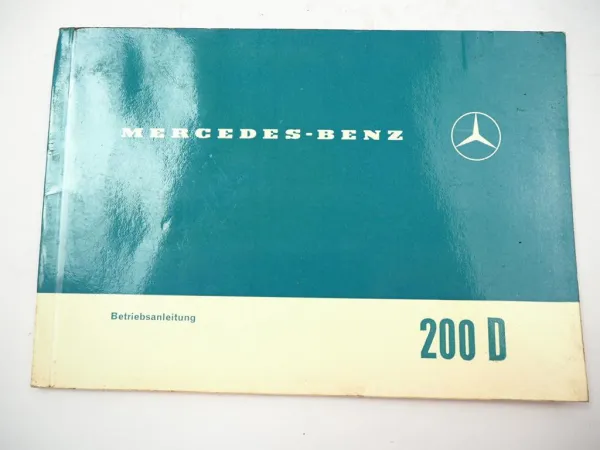 MERCEDES-BENZ
Betriebsanleitung
200 D